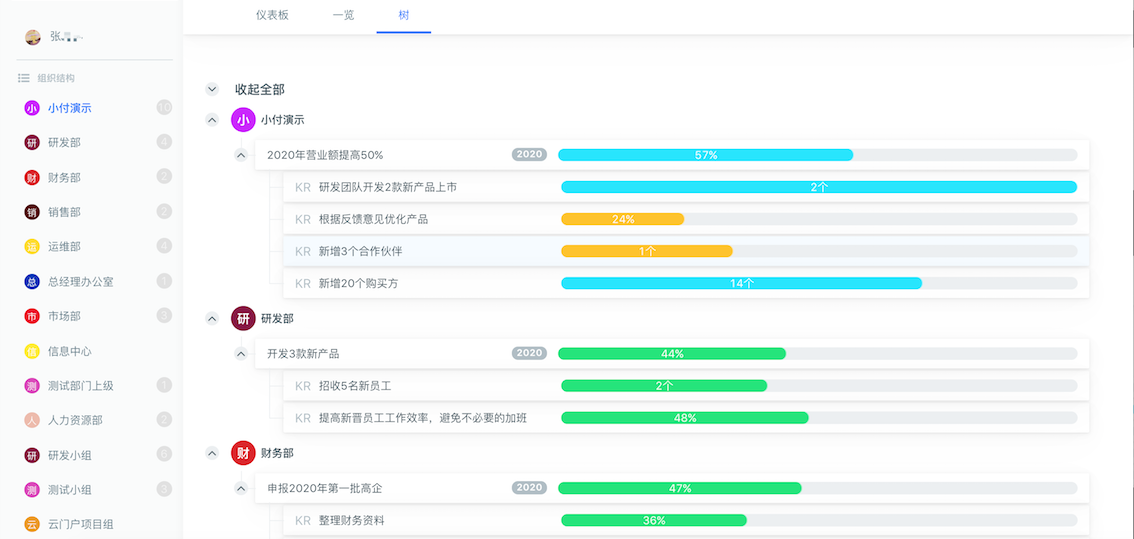 仪表板 一览 树
张
组织结构
小 小付演示 10
研 研发部 4
财 财务部 2
销 销售部 2
运 运维部 4
总 总经理办公室 1
市 市场部 3
信 信息中心
测 测试部门上级 1
人 人力资源部 2
研 研发小组 8
测 测试小组 3
云 云门户项目组
收起全部
小 小付演示
2020年营业额提高50% 2020 57%
KR 研发团队开发2款新产品上市 2个
KR 根据反馈意见优化产品 24%
KR 新增3个合作伙伴 1个
KR 新增20个购买方 14个
研 研发部
开发3款新产品 2020 44%
KR 招收5名新员工 2个
KR 提高新晋员工工作效率，避免不必要的加班 48%
财 财务部
申报2020年第一批高企 2020 47%
KR 整理财务资料 36%